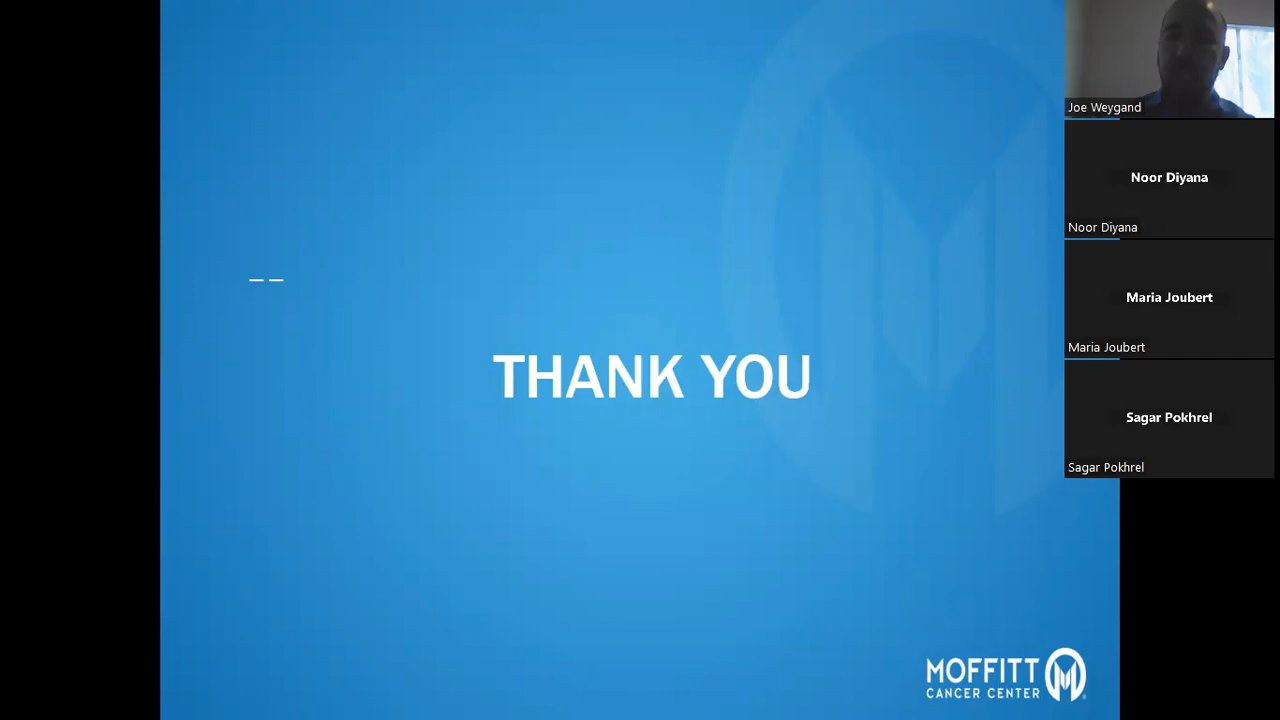 – –
THANK YOU
MOFFITT
CANCER CENTER
Joe Weygand
Noor Diyana
Noor Diyana
Maria Joubert
Maria Joubert
Sagar Pokhrel
Sagar Pokhrel